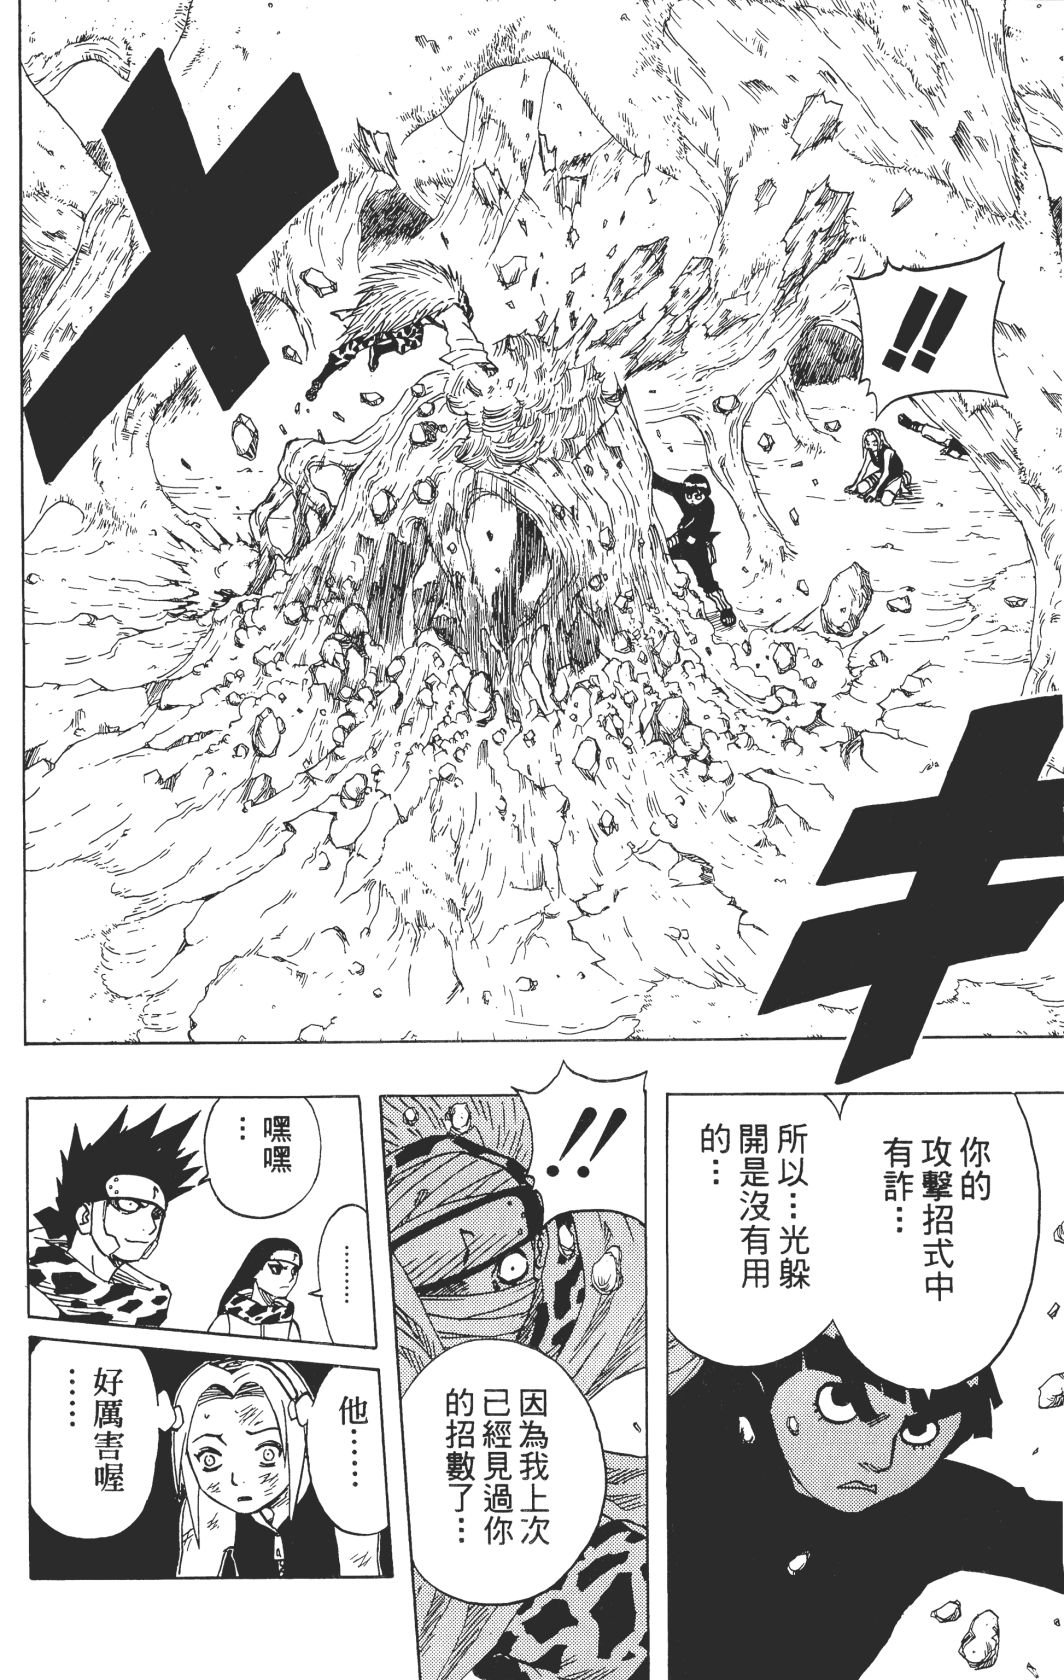 メ
キ
!!
你的
攻擊招式中
有詐…
所以…光躲
開是沒有用
的…
!!
因為我上次
已經見過你
的招數了…
嘿嘿
…
………
他……
好厲害喔
……